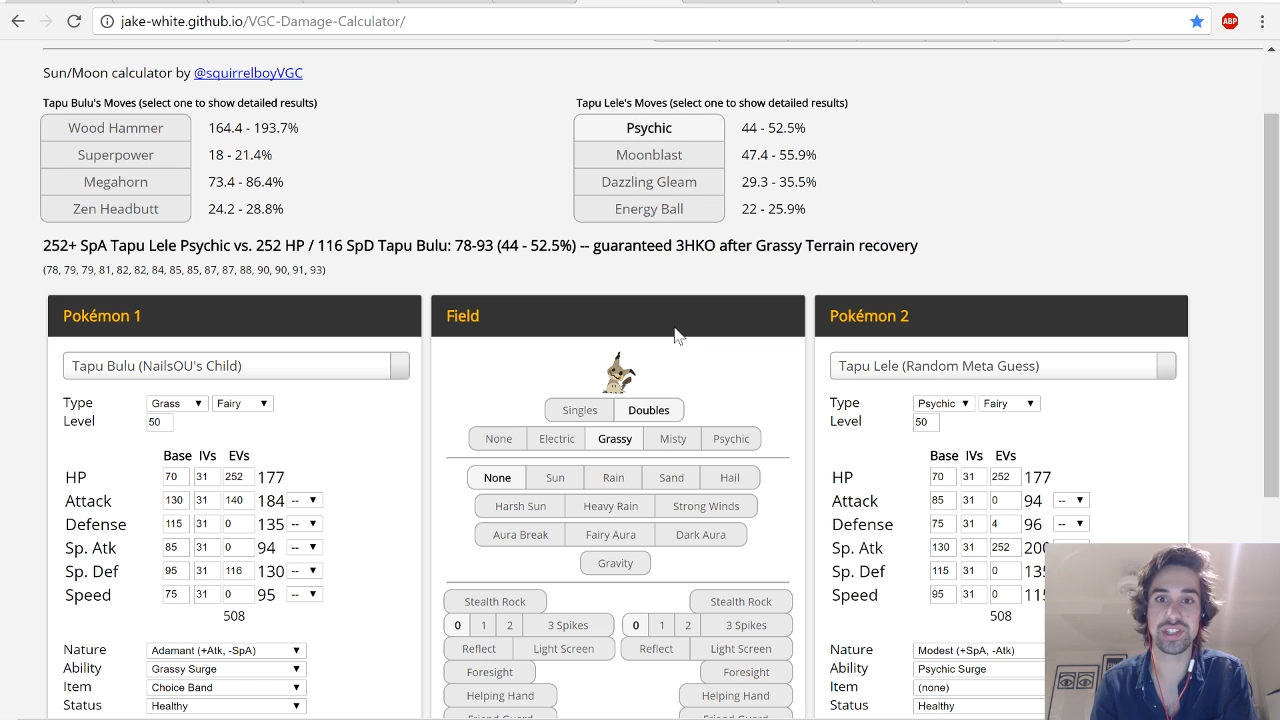 jake-white.github.io/VGC-Damage-Calculator/
ABP
Sun/Moon calculator by @squirrelboyVGC
Tapu Bulu's Moves (select one to show detailed results)
Wood Hammer 164.4 - 193.7%
Superpower 18 - 21.4%
Megahorn 73.4 - 86.4%
Zen Headbutt 24.2 - 28.8%
Tapu Lele's Moves (select one to show detailed results)
Psychic 44 - 52.5%
Moonblast 47.4 - 55.9%
Dazzling Gleam 29.3 - 35.5%
Energy Ball 22 - 25.9%
252+ SpA Tapu Lele Psychic vs. 252 HP / 116 SpD Tapu Bulu: 78-93 (44 - 52.5%) -- guaranteed 3HKO after Grassy Terrain recovery
(78, 79, 79, 81, 82, 82, 84, 85, 85, 87, 87, 88, 90, 90, 91, 93)
Pokémon 1
Tapu Bulu (NailsOU's Child)
Type Grass Fairy
Level 50
Base IVs EVs
HP 70 31 252 177
Attack 130 31 140 184 --
Defense 115 31 0 135 --
Sp. Atk 85 31 0 94 --
Sp. Def 95 31 116 130 --
Speed 75 31 0 95 --
508
Nature Adamant (+Atk, -SpA)
Ability Grassy Surge
Item Choice Band
Status Healthy
Field
Singles Doubles
None Electric Grassy Misty Psychic
None Sun Rain Sand Hail
Harsh Sun Heavy Rain Strong Winds
Aura Break Fairy Aura Dark Aura
Gravity
Stealth Rock Stealth Rock
0 1 2 3 Spikes 0 1 2 3 Spikes
Reflect Light Screen Reflect Light Screen
Foresight Foresight
Helping Hand Helping Hand
Friend Guard Friend Guard
Pokémon 2
Tapu Lele (Random Meta Guess)
Type Psychic Fairy
Level 50
Base IVs EVs
HP 70 31 252 177
Attack 85 31 0 94 --
Defense 75 31 4 96 --
Sp. Atk 130 31 252 200
Sp. Def 115 31 0
Speed 95 31 0
508
Nature Modest (+SpA, -Atk)
Ability Psychic Surge
Item (none)
Status Healthy